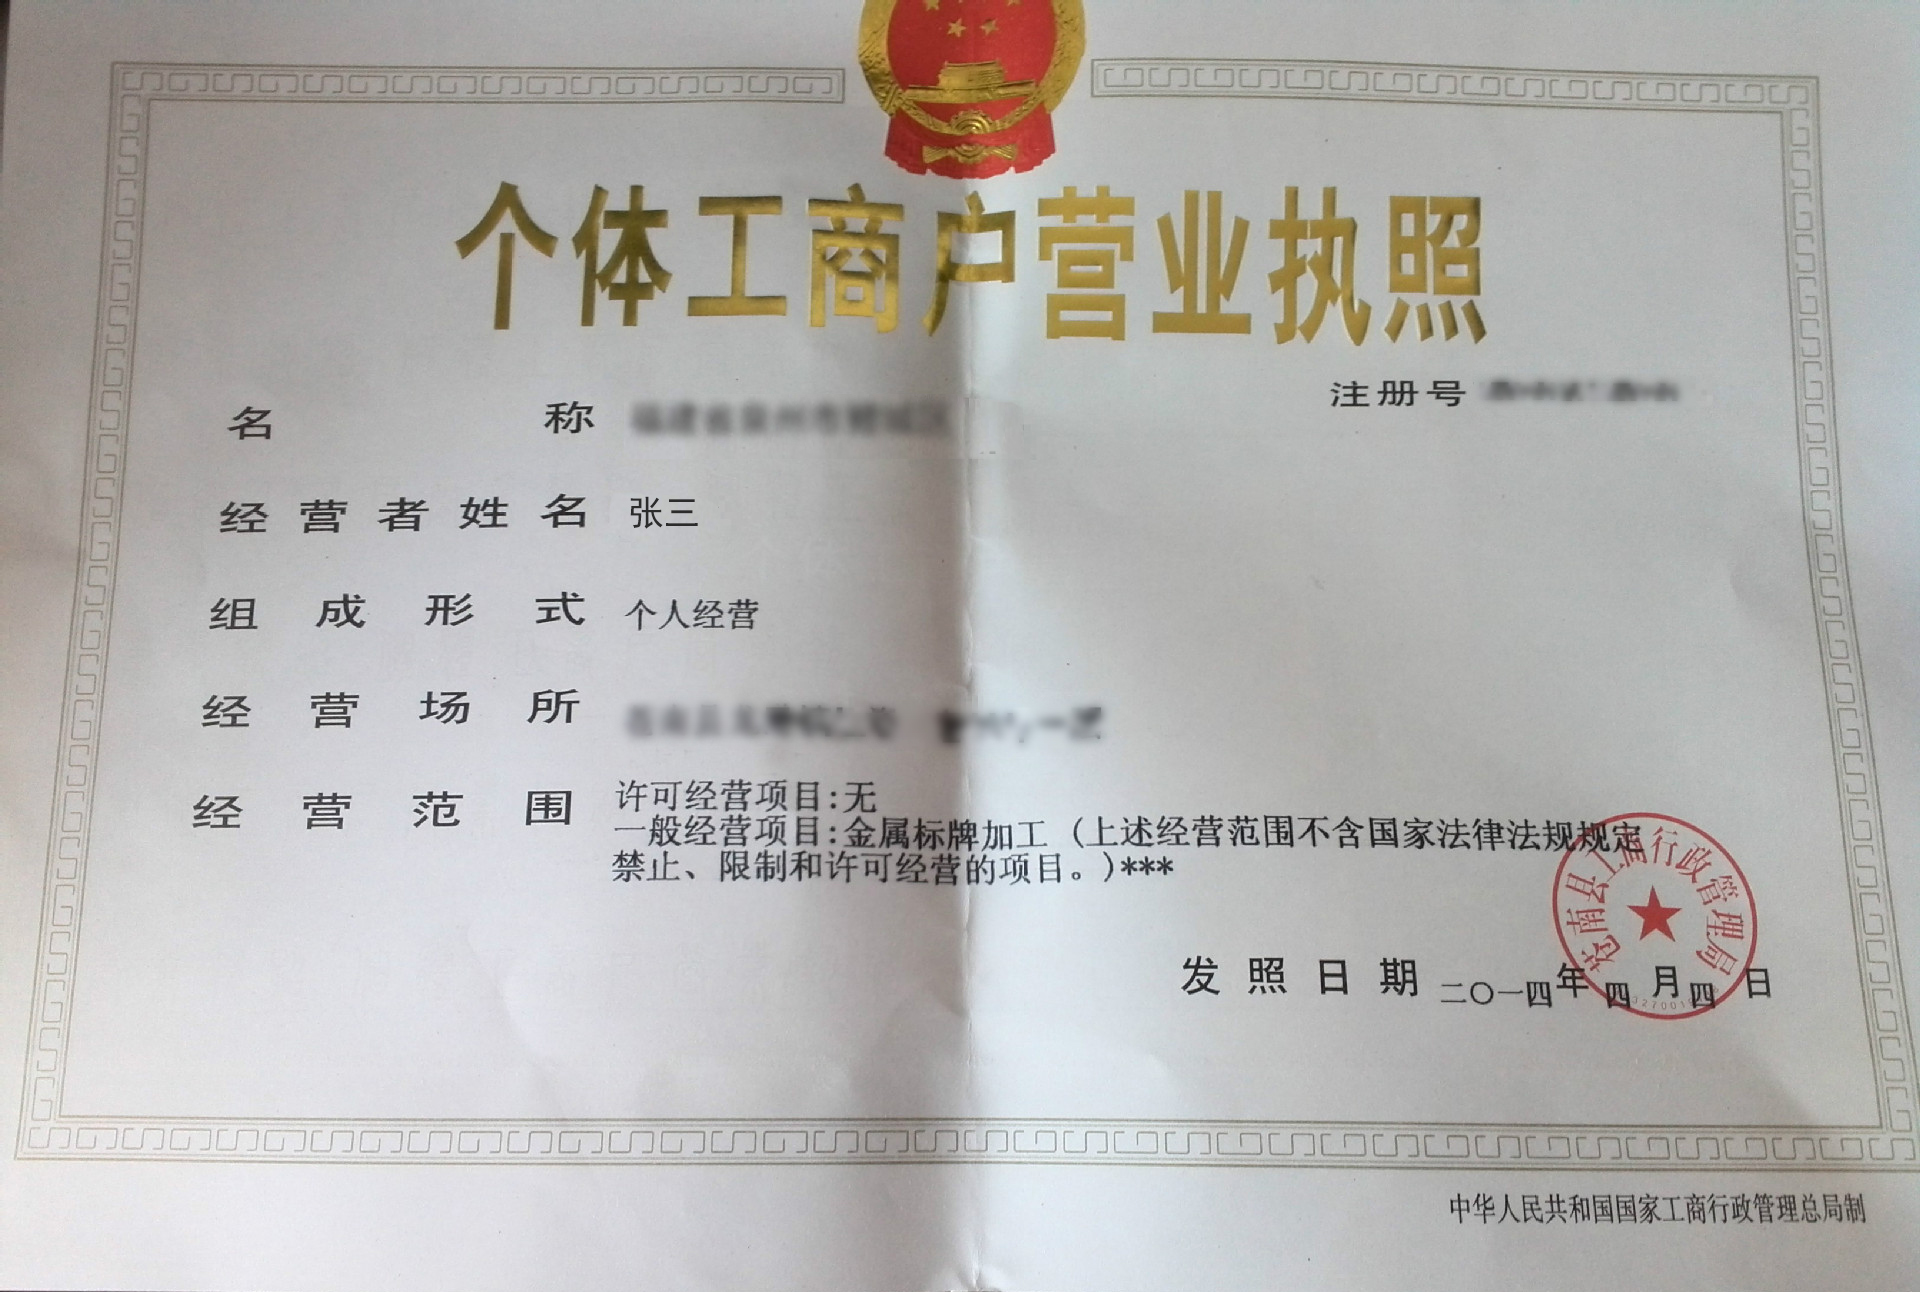 个体工商户营业执照
注册号
名称
经营者姓名 张三
组成形式 个人经营
经营场所
经营范围 许可经营项目:无
一般经营项目:金属标牌加工（上述经营范围不含国家法律法规规定
禁止、限制和许可经营的项目。)***
苍南县工商行政管理局
发照日期 二〇一四年四月四日
中华人民共和国国家工商行政管理总局制